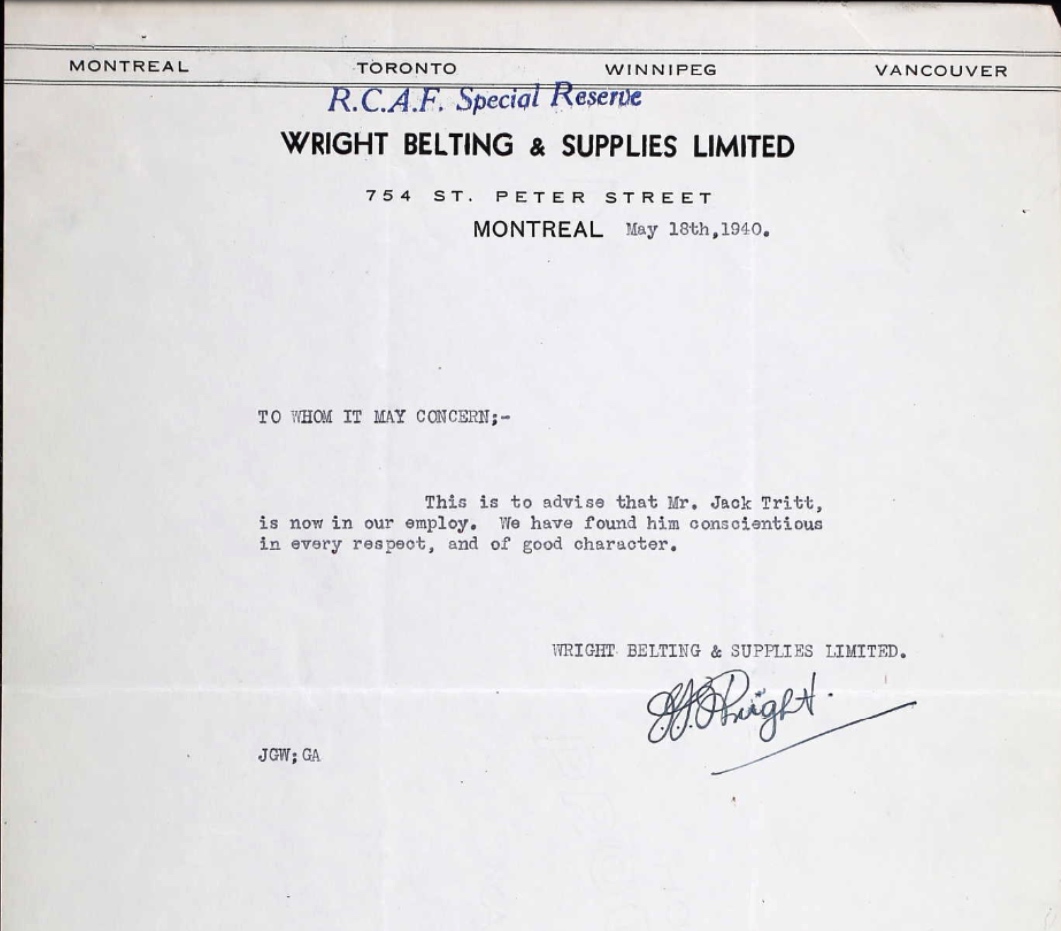 MONTREAL TORONTO WINNIPEG VANCOUVER
R.C.A.F. Special Reserve
WRIGHT BELTING & SUPPLIES LIMITED
754 ST. PETER STREET
MONTREAL May 18th,1940.
TO WHOM IT MAY CONCERN;-
This is to advise that Mr. Jack Tritt,
is now in our employ. We have found him conscientious
in every respect, and of good character.
WRIGHT BELTING & SUPPLIES LIMITED.
J.G. Wright.
JGW;GA